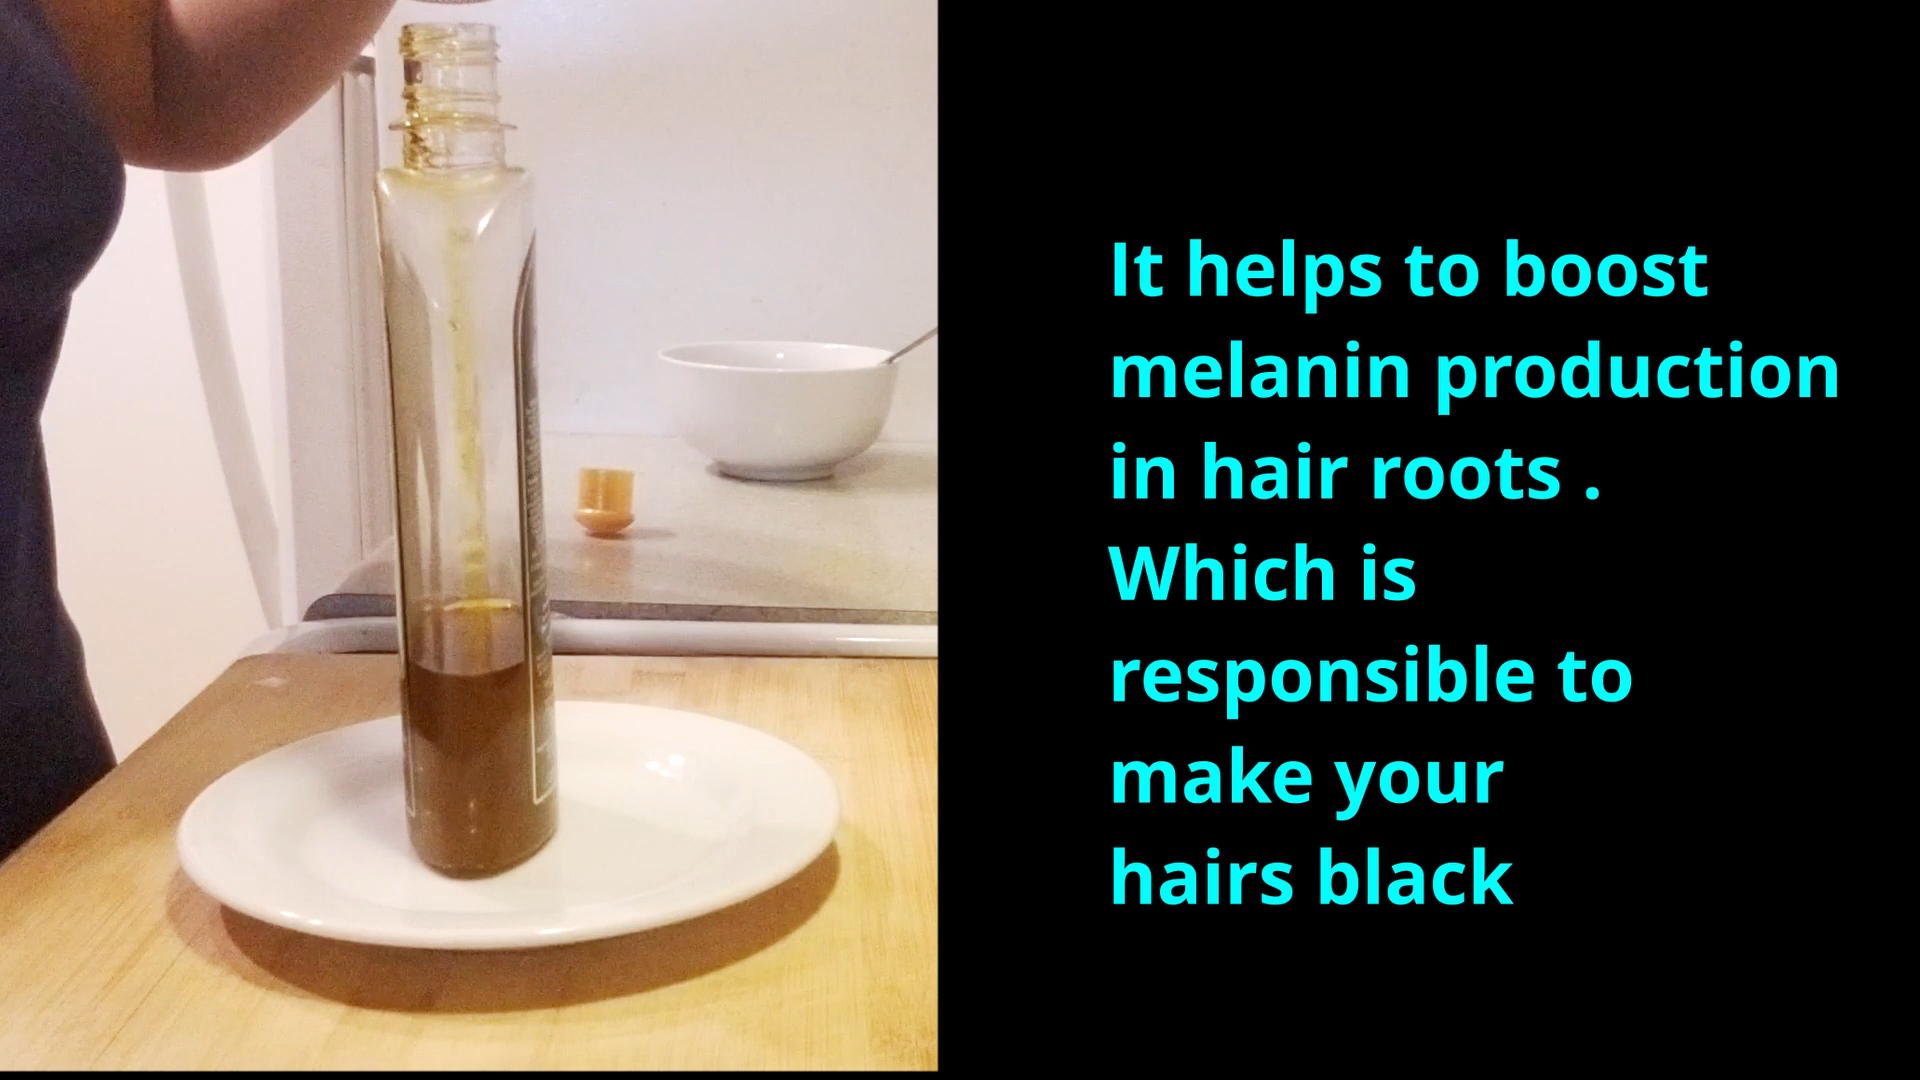 It helps to boost
melanin production
in hair roots .
Which is
responsible to
make your
hairs black